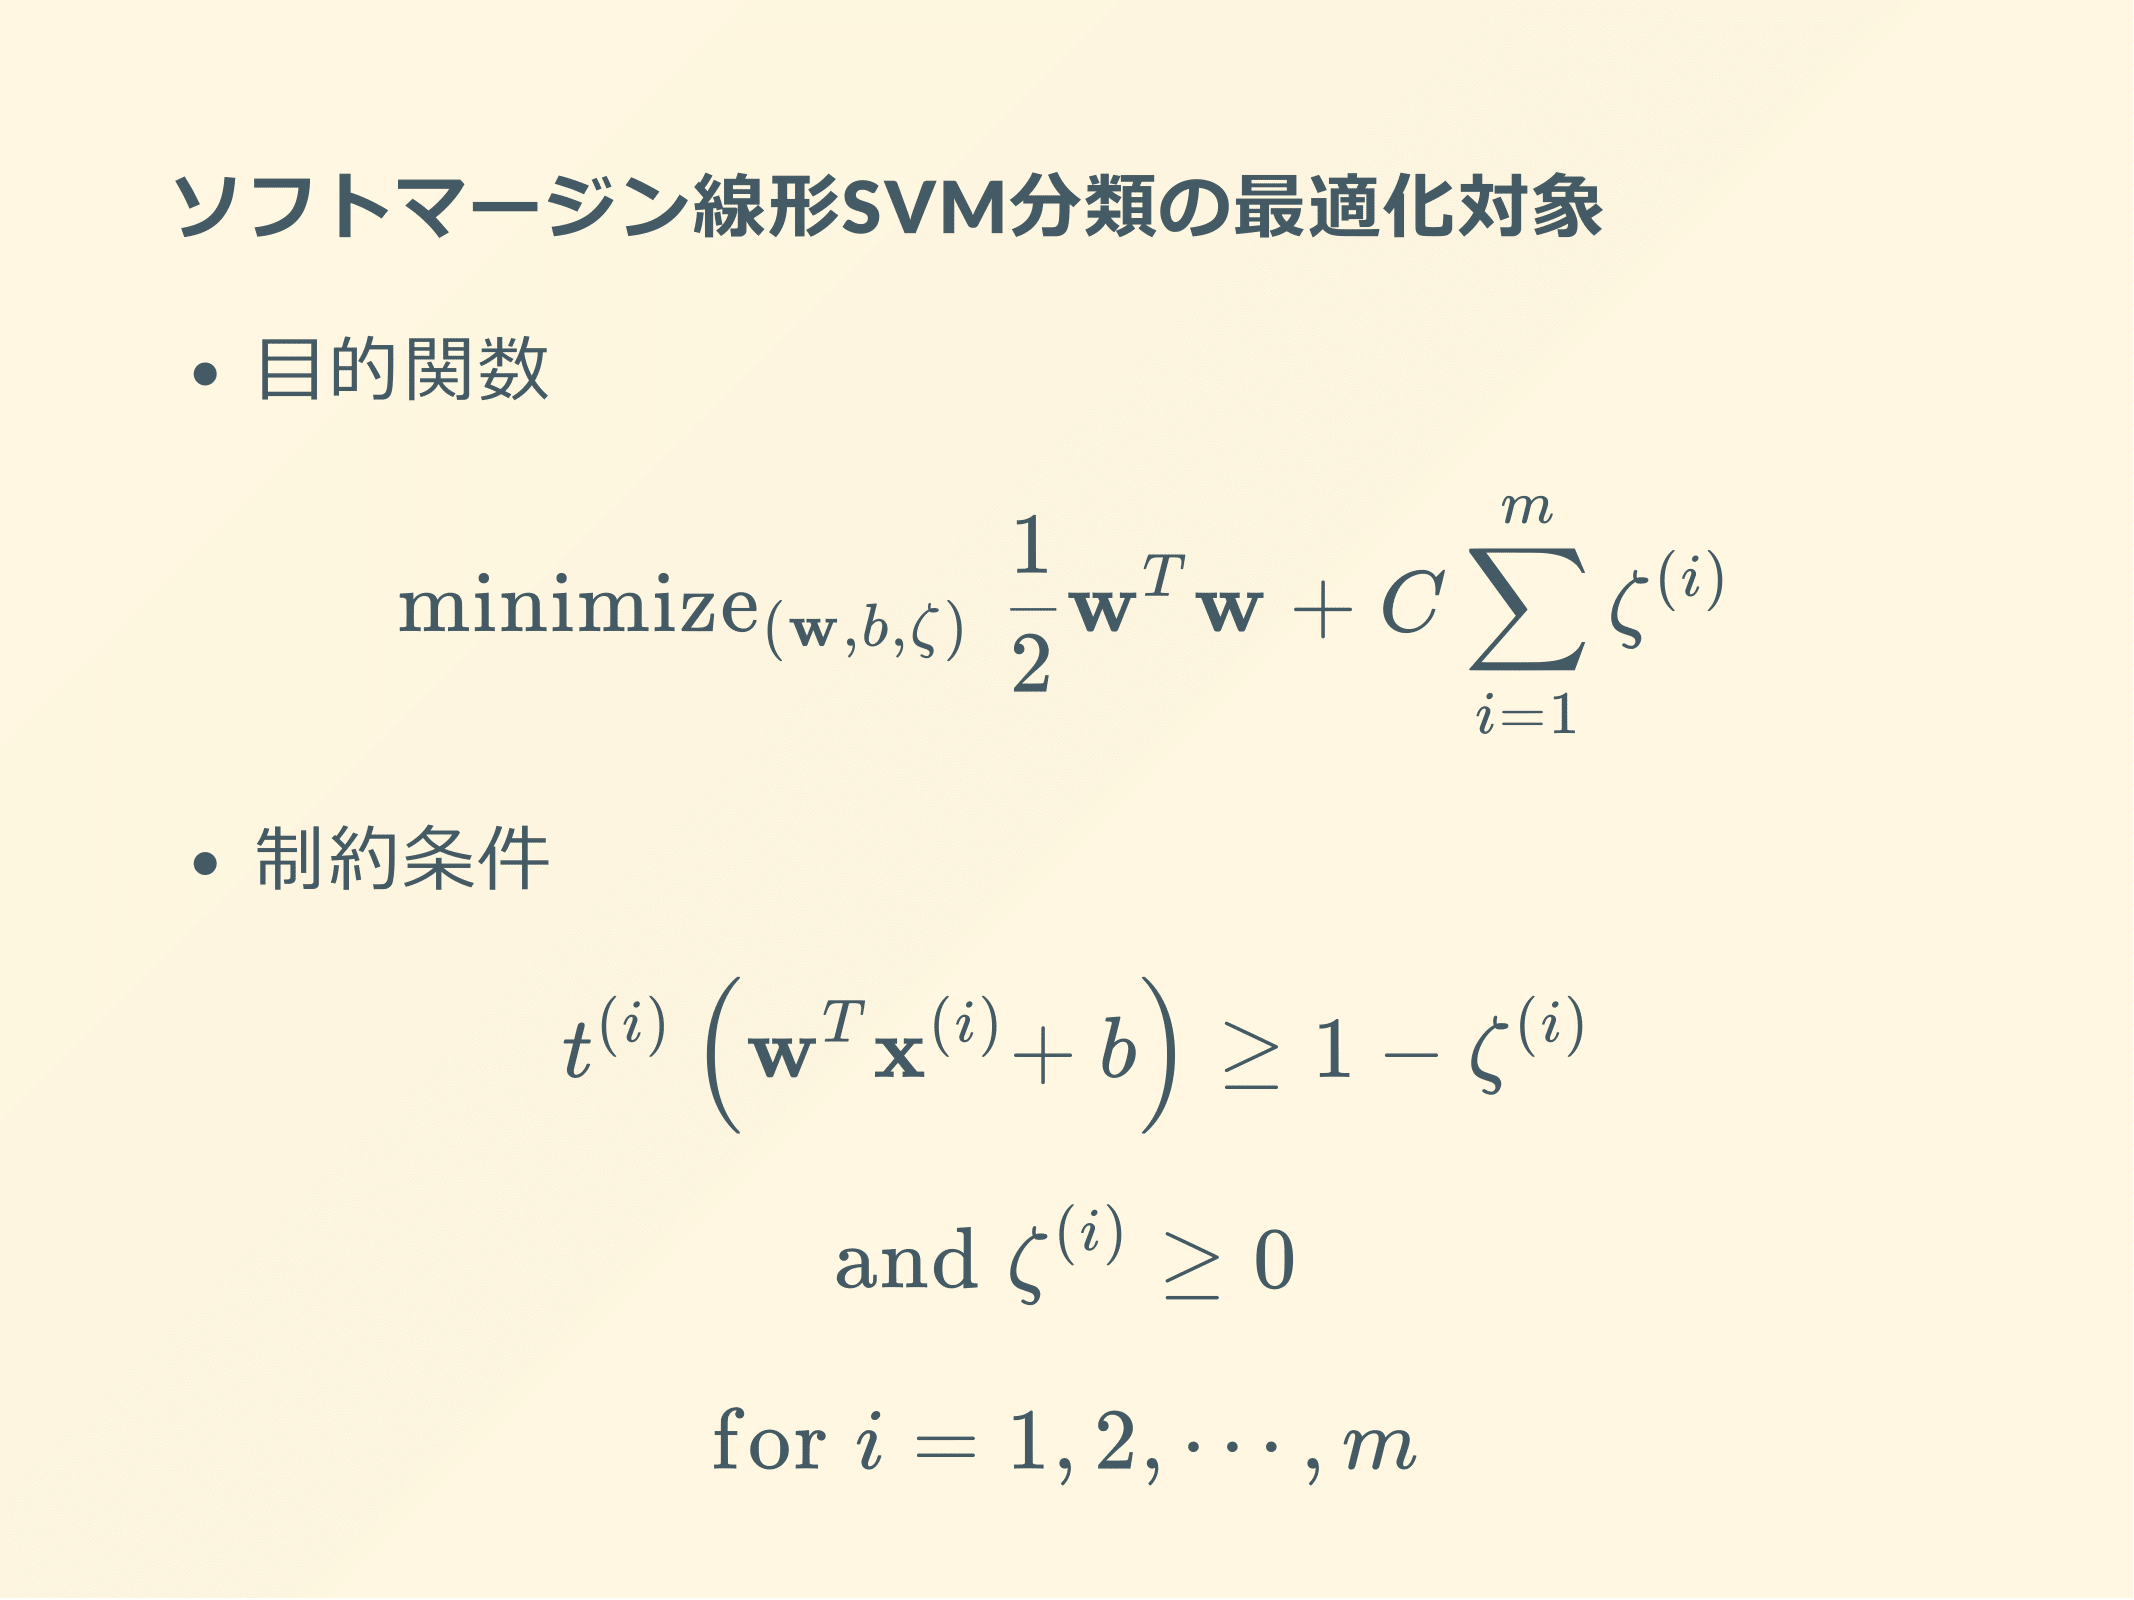 ソフトマージン線形SVM分類の最適化対象
• 目的関数
$$\text{minimize}_{(\mathbf{w},b,\zeta)} \ \frac{1}{2}\mathbf{w}^T\mathbf{w} + C\sum_{i=1}^{m}\zeta^{(i)}$$
• 制約条件
$$t^{(i)}\left(\mathbf{w}^T\mathbf{x}^{(i)} + b\right) \geq 1 - \zeta^{(i)}$$
$$\text{and } \zeta^{(i)} \geq 0$$
$$\text{for } i = 1, 2, \cdots, m$$